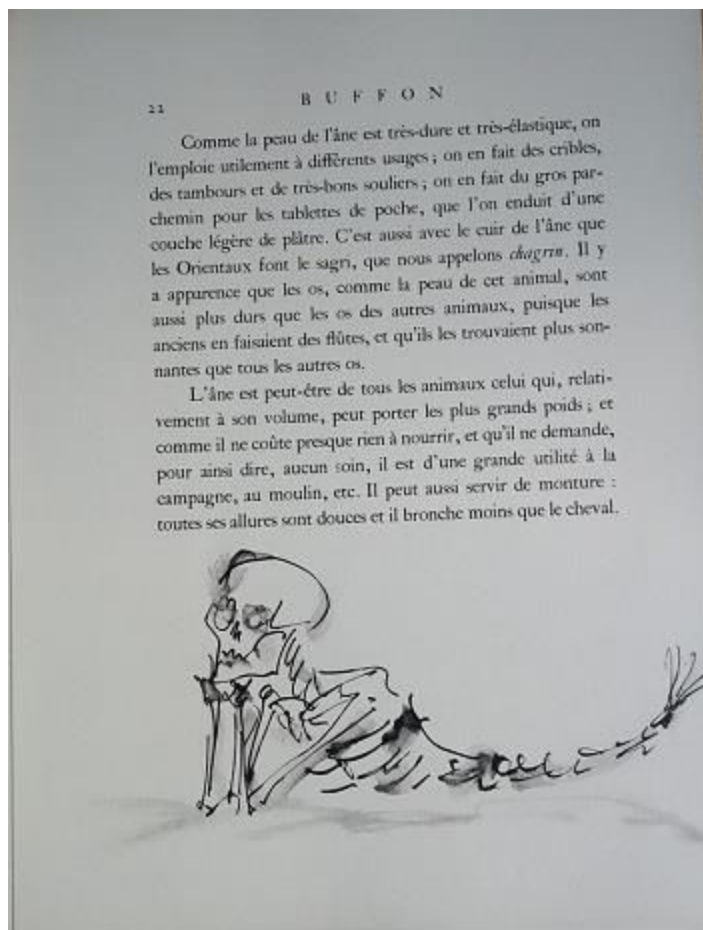 22
BUFFON
Comme la peau de l'âne est très-dure et très-élastique, on
l'emploie utilement à différents usages ; on en fait des cribles,
des tambours et de très-bons souliers ; on en fait du gros par-
chemin pour les tablettes de poche, que l'on enduit d'une
couche légère de plâtre. C'est aussi avec le cuir de l'âne que
les Orientaux font le sagri, que nous appelons chagrin. Il y
a apparence que les os, comme la peau de cet animal, sont
aussi plus durs que les os des autres animaux, puisque les
anciens en faisaient des flûtes, et qu'ils les trouvaient plus son-
nantes que tous les autres os.
L'âne est peut-être de tous les animaux celui qui, relati-
vement à son volume, peut porter les plus grands poids ; et
comme il ne coûte presque rien à nourrir, et qu'il ne demande,
pour ainsi dire, aucun soin, il est d'une grande utilité à la
campagne, au moulin, etc. Il peut aussi servir de monture :
toutes ses allures sont douces et il bronche moins que le cheval.